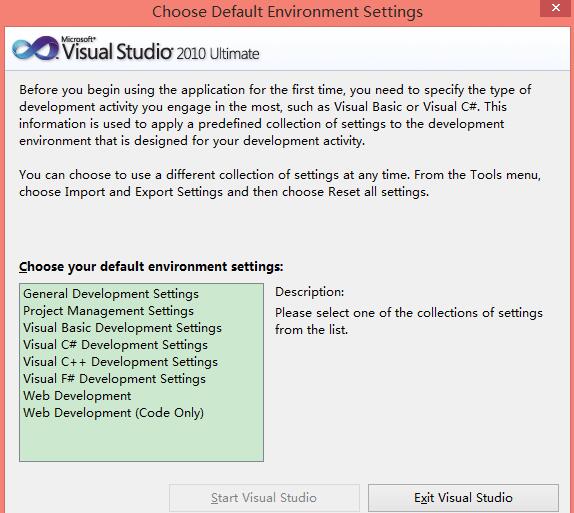 Choose Default Environment Settings
Microsoft®
Visual Studio® 2010 Ultimate
Before you begin using the application for the first time, you need to specify the type of
development activity you engage in the most, such as Visual Basic or Visual C#. This
information is used to apply a predefined collection of settings to the development
environment that is designed for your development activity.
You can choose to use a different collection of settings at any time. From the Tools menu,
choose Import and Export Settings and then choose Reset all settings.
Choose your default environment settings:
General Development Settings
Project Management Settings
Visual Basic Development Settings
Visual C# Development Settings
Visual C++ Development Settings
Visual F# Development Settings
Web Development
Web Development (Code Only)
Description:
Please select one of the collections of settings
from the list.
Start Visual Studio
Exit Visual Studio